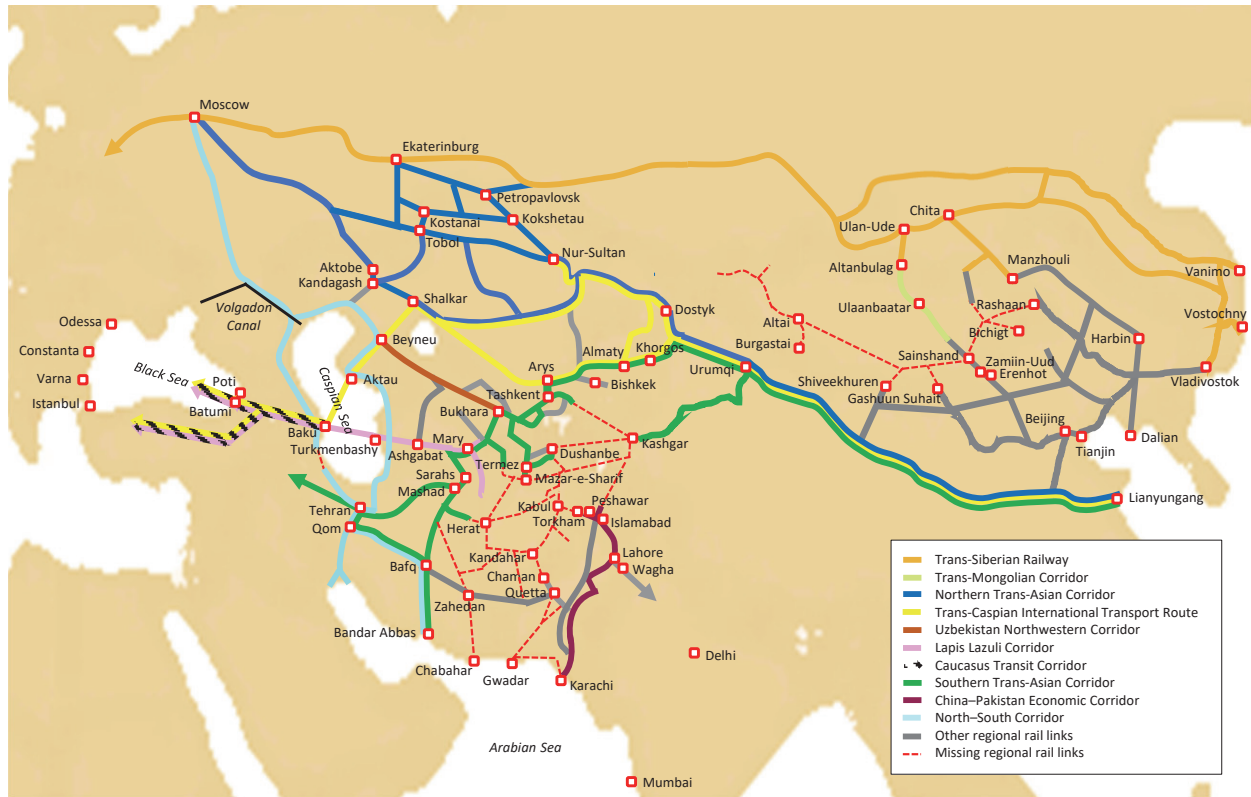 Moscow
Ekaterinburg
Petropavlovsk
Kostanai
Kokshetau
Tobol
Nur-Sultan
Aktobe
Kandagash
Shalkar
Volgadon
Canal
Odessa
Constanta
Varna
Istanbul
Black Sea
Poti
Batumi
Caspian Sea
Beyneu
Aktau
Baku
Turkmenbashy
Ashgabat
Mary
Bukhara
Tashkent
Arys
Almaty
Khorgos
Bishkek
Dostyk
Urumqi
Kashgar
Dushanbe
Termez
Mazar-e-Sharif
Sarahs
Mashad
Tehran
Qom
Herat
Kabul
Torkham
Peshawar
Islamabad
Kandahar
Lahore
Wagha
Chaman
Quetta
Bafq
Zahedan
Bandar Abbas
Chabahar
Gwadar
Karachi
Delhi
Mumbai
Arabian Sea
Chita
Ulan-Ude
Altanbulag
Ulaanbaatar
Manzhouli
Rashaan
Bichigt
Vanimo
Vostochny
Altai
Burgastai
Sainshand
Zamiin-Uud
Erenhot
Harbin
Shiveekhuren
Gashuun Suhait
Vladivostok
Beijing
Tianjin
Dalian
Lianyungang
Trans-Siberian Railway
Trans-Mongolian Corridor
Northern Trans-Asian Corridor
Trans-Caspian International Transport Route
Uzbekistan Northwestern Corridor
Lapis Lazuli Corridor
Caucasus Transit Corridor
Southern Trans-Asian Corridor
China–Pakistan Economic Corridor
North–South Corridor
Other regional rail links
Missing regional rail links